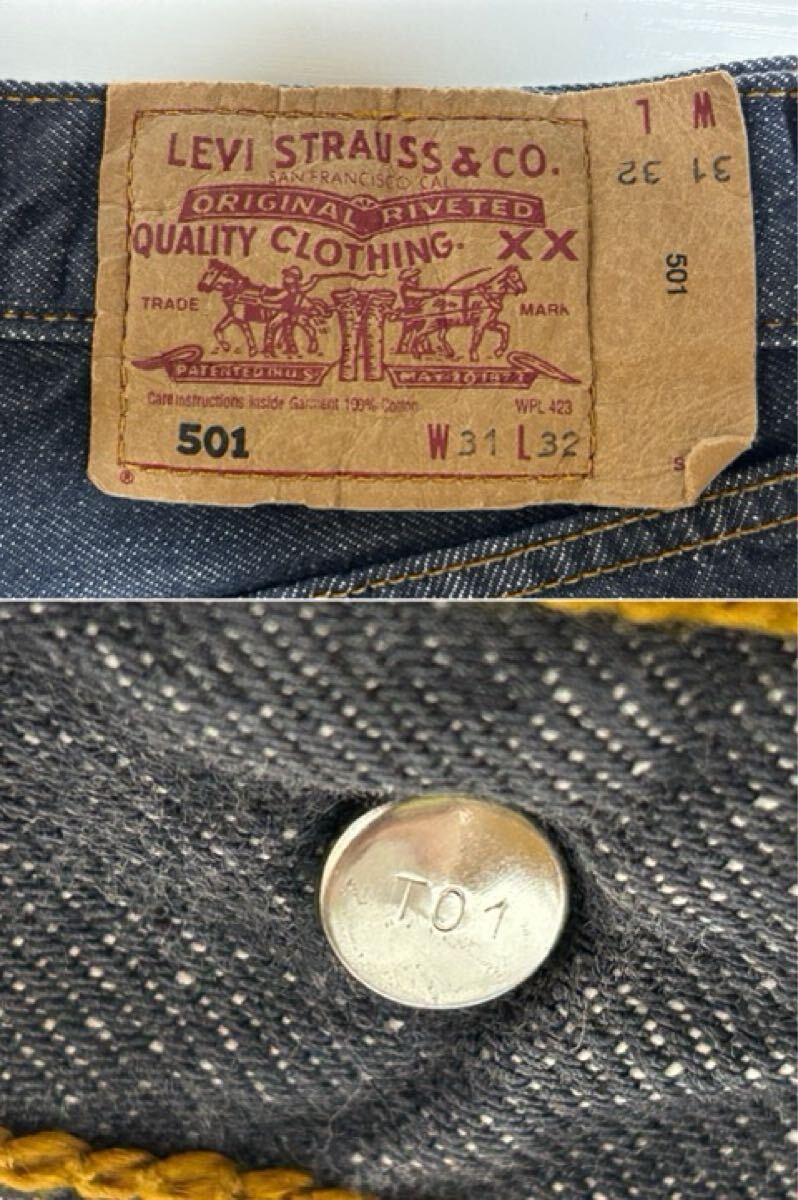 LEVI STRAUSS & CO.
SAN FRANCISCO CAL
ORIGINAL RIVETED
QUALITY CLOTHING. XX
TRADE MARK
PATENTED IN U.S. MAY 20 1873
Care Instructions Inside Garment 100% Cotton WPL 423
501 W31 L32
®
W L
31 32
501
S
T01